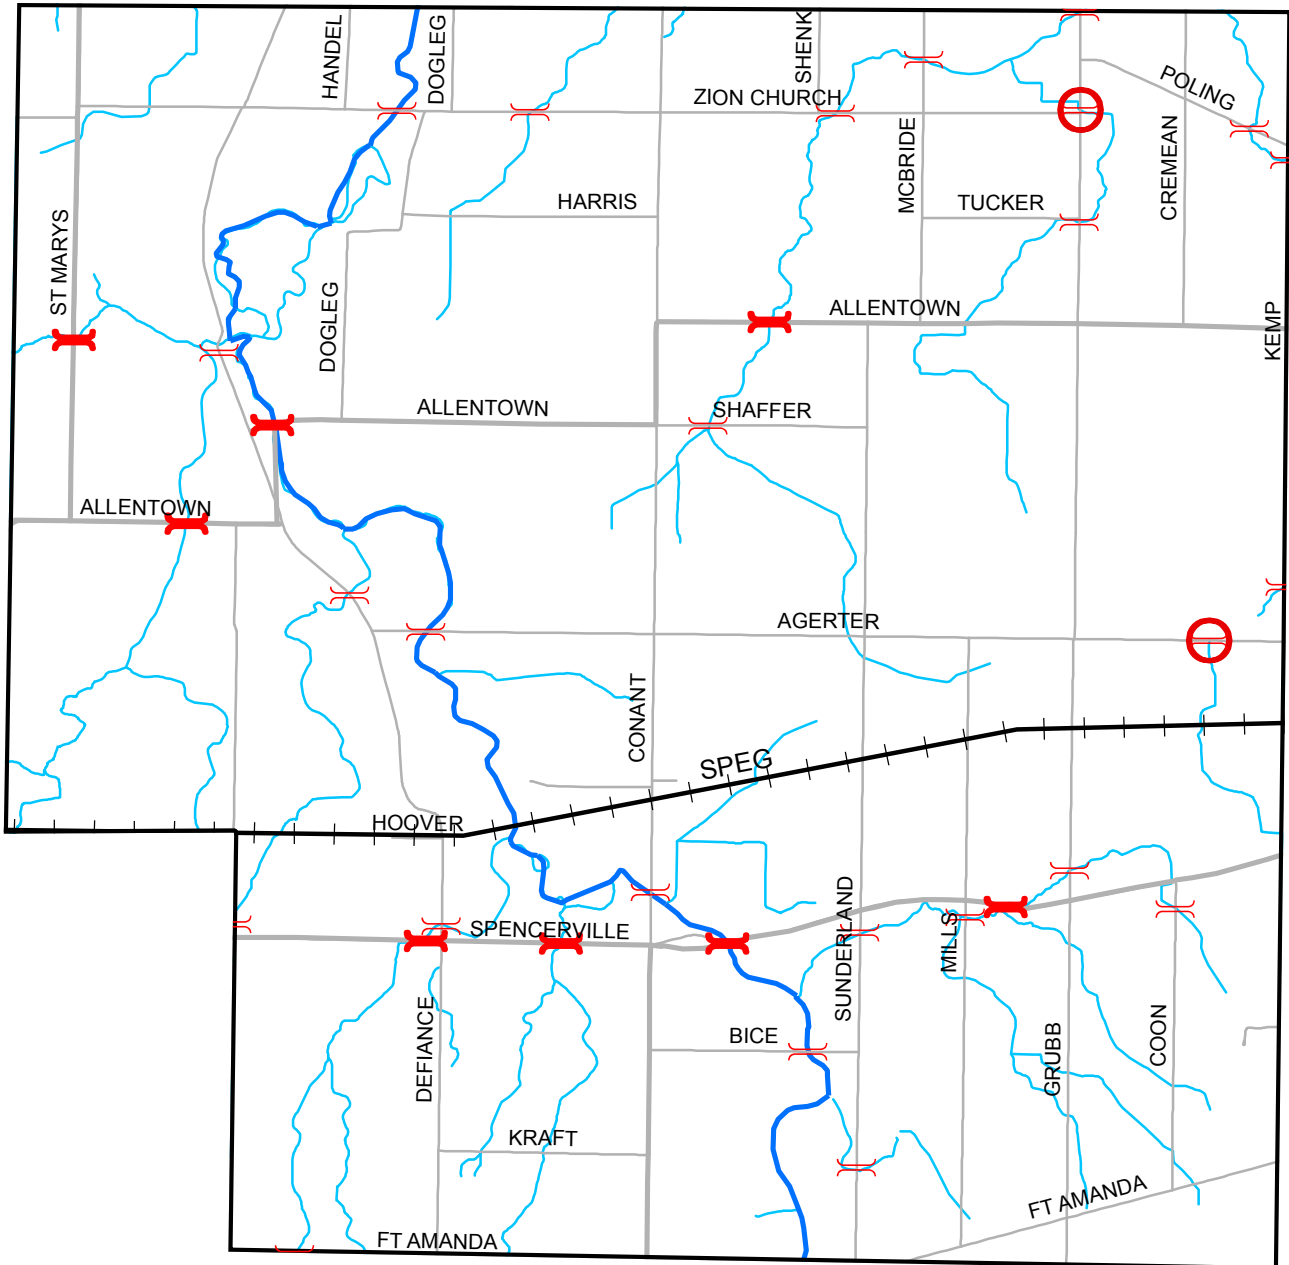 HANDEL
DOGLEG
SHENK
ZION CHURCH
POLING
MCBRIDE
CREMEAN
HARRIS
TUCKER
ST MARYS
DOGLEG
ALLENTOWN
KEMP
ALLENTOWN
SHAFFER
ALLENTOWN
AGERTER
CONANT
SPEG
HOOVER
SPENCERVILLE
SUNDERLAND
MILLS
DEFIANCE
BICE
GRUBB
COON
KRAFT
FT AMANDA
FT AMANDA